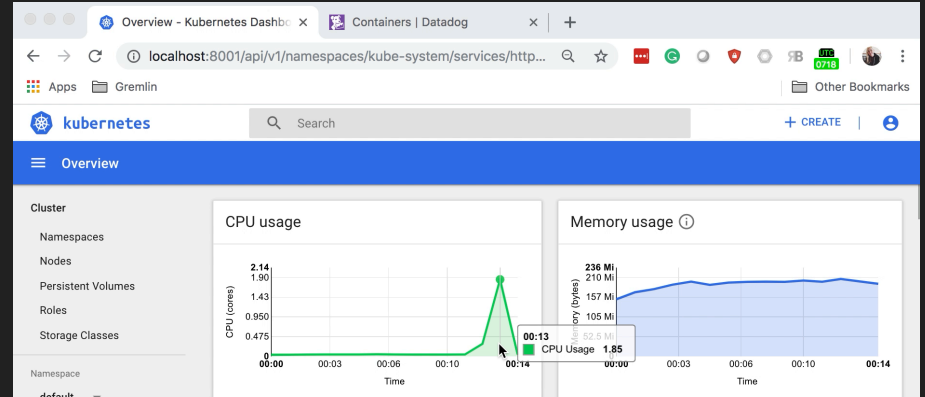 Overview - Kubernetes Dashbo
Containers | Datadog
localhost:8001/api/v1/namespaces/kube-system/services/http...
UTC
0718
Apps
Gremlin
Other Bookmarks
kubernetes
Search
+ CREATE
Overview
Cluster
Namespaces
Nodes
Persistent Volumes
Roles
Storage Classes
Namespace
default
CPU usage
CPU (cores)
2.14
1.90
1.43
0.950
0.475
0
00:00 00:03 00:06 00:10 00:14
Time
00:13
CPU Usage 1.85
Memory usage
Memory (bytes)
236 Mi
210 Mi
157 Mi
105 Mi
52.5 Mi
00:00 00:03 00:06 00:10 00:14
Time